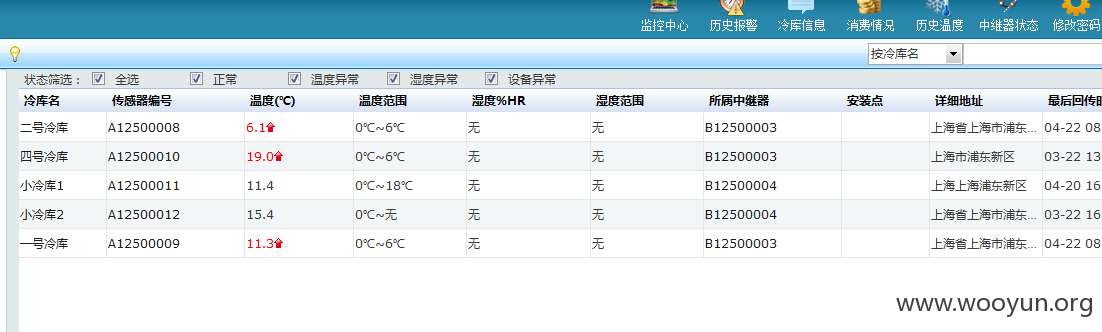 监控中心 历史报警 冷库信息 消费情况 历史温度 中继器状态 修改密码
按冷库名
状态筛选： 全选 正常 温度异常 湿度异常 设备异常
冷库名 传感器编号 温度(℃) 温度范围 湿度%HR 湿度范围 所属中继器 安装点 详细地址 最后回传时
二号冷库 A12500008 6.1 0℃~6℃ 无 无 B12500003 上海省上海市浦东... 04-22 08
四号冷库 A12500010 19.0 0℃~6℃ 无 无 B12500003 上海市浦东新区 03-22 13
小冷库1 A12500011 11.4 0℃~18℃ 无 无 B12500004 上海上海浦东新区 04-20 16
小冷库2 A12500012 15.4 0℃~无 无 无 B12500004 上海省上海市浦东... 03-22 16
一号冷库 A12500009 11.3 0℃~6℃ 无 无 B12500003 上海省上海市浦东... 04-22 08
www.wooyun.org